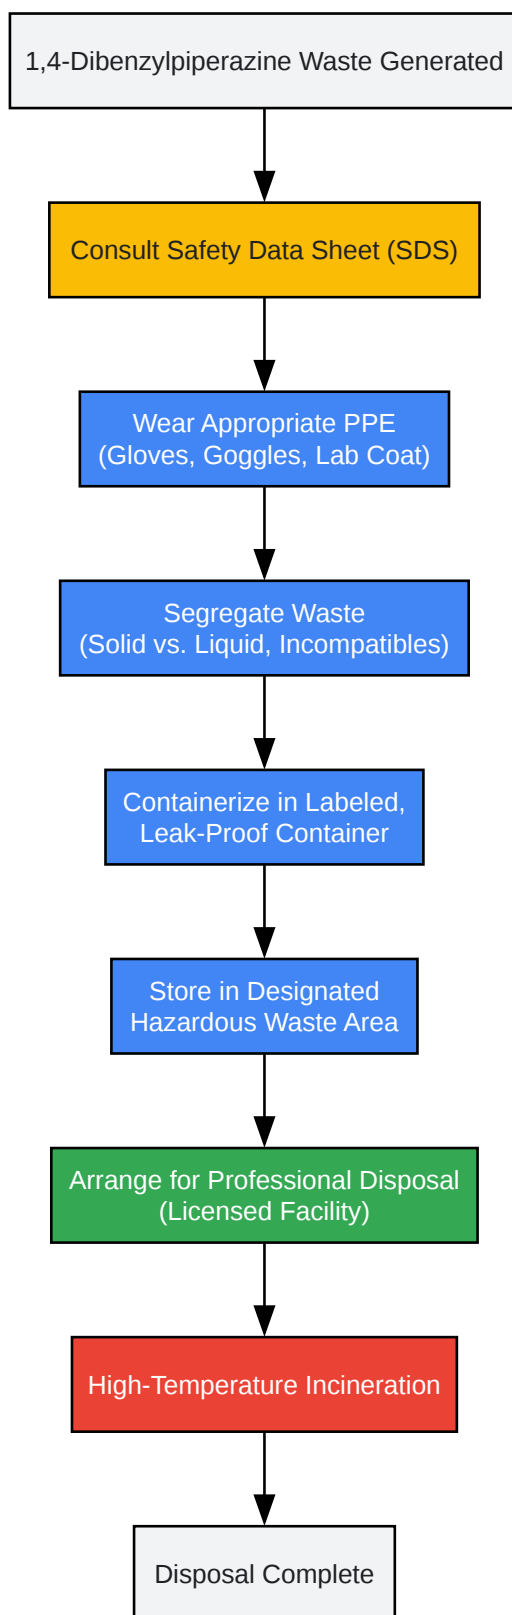 1,4-Dibenzylpiperazine Waste Generated
Consult Safety Data Sheet (SDS)
Wear Appropriate PPE
(Gloves, Goggles, Lab Coat)
Segregate Waste
(Solid vs. Liquid, Incompatibles)
Containerize in Labeled,
Leak-Proof Container
Store in Designated
Hazardous Waste Area
Arrange for Professional Disposal
(Licensed Facility)
High-Temperature Incineration
Disposal Complete